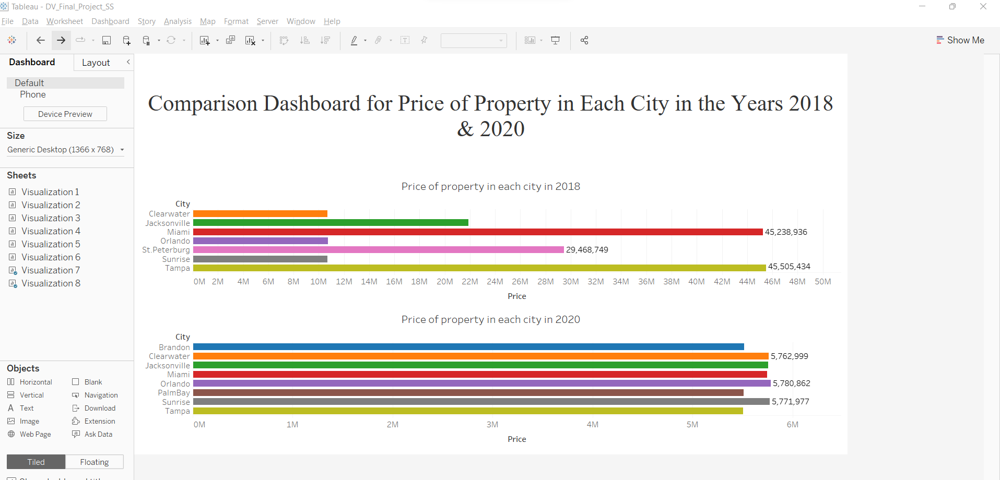 Tableau - DV_Final_Project_SS
File Data Worksheet Dashboard Story Analysis Map Format Server Window Help
Show Me
Dashboard Layout
Default
Phone
Device Preview
Size
Generic Desktop (1366 x 768)
Sheets
Visualization 1
Visualization 2
Visualization 3
Visualization 4
Visualization 5
Visualization 6
Visualization 7
Visualization 8
Objects
Horizontal Blank
Vertical Navigation
Text Download
Image Extension
Web Page Ask Data
Tiled Floating
Comparison Dashboard for Price of Property in Each City in the Years 2018
& 2020
Price of property in each city in 2018
City
Clearwater
Jacksonville
Miami 45,238,936
Orlando
St.Peterburg 29,468,749
Sunrise
Tampa 45,505,434
0M 2M 4M 6M 8M 10M 12M 14M 16M 18M 20M 22M 24M 26M 28M 30M 32M 34M 36M 38M 40M 42M 44M 46M 48M 50M
Price
Price of property in each city in 2020
City
Brandon
Clearwater 5,762,999
Jacksonville
Miami
Orlando 5,780,862
PalmBay
Sunrise 5,771,977
Tampa
0M 1M 2M 3M 4M 5M 6M
Price